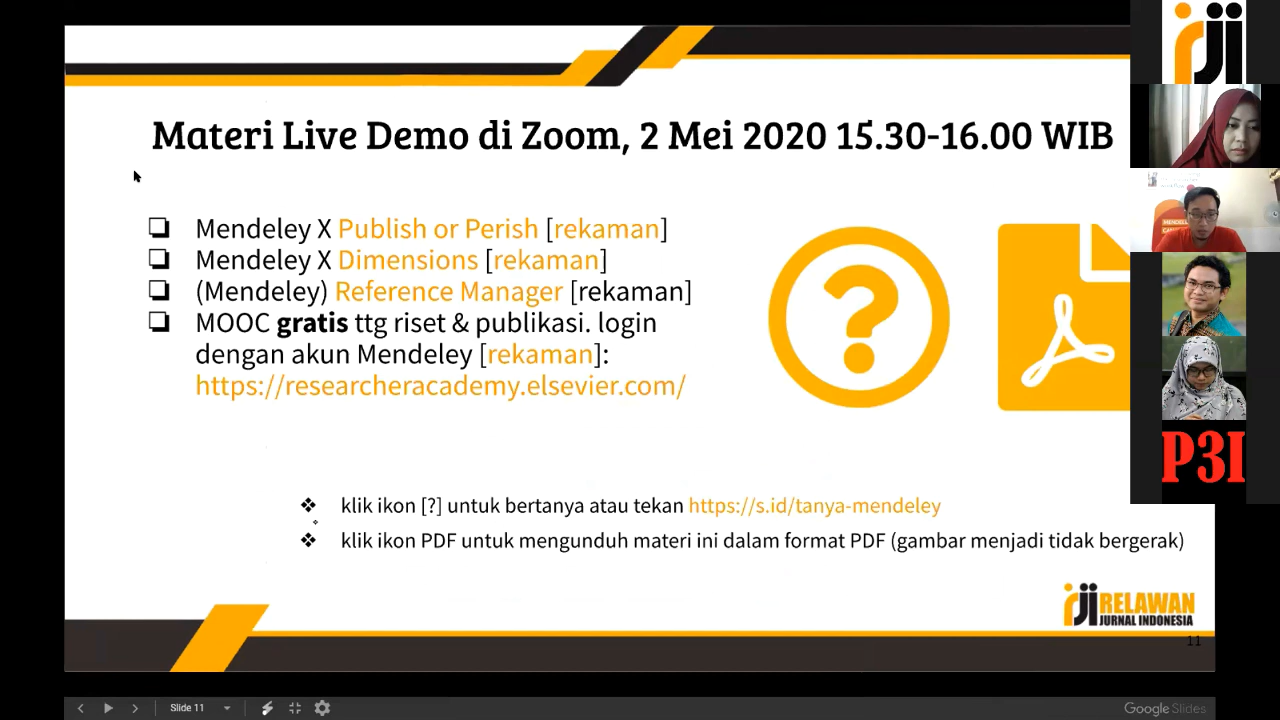 Materi Live Demo di Zoom, 2 Mei 2020 15.30-16.00 WIB
❏ Mendeley X Publish or Perish [rekaman]
❏ Mendeley X Dimensions [rekaman]
❏ (Mendeley) Reference Manager [rekaman]
❏ MOOC gratis ttg riset & publikasi. login
dengan akun Mendeley [rekaman]:
https://researcheracademy.elsevier.com/
?
❖ klik ikon [?] untuk bertanya atau tekan https://s.id/tanya-mendeley
❖ klik ikon PDF untuk mengunduh materi ini dalam format PDF (gambar menjadi tidak bergerak)
rji RELAWAN
JURNAL INDONESIA
11
rji
P3I
Slide 11
Google Slides